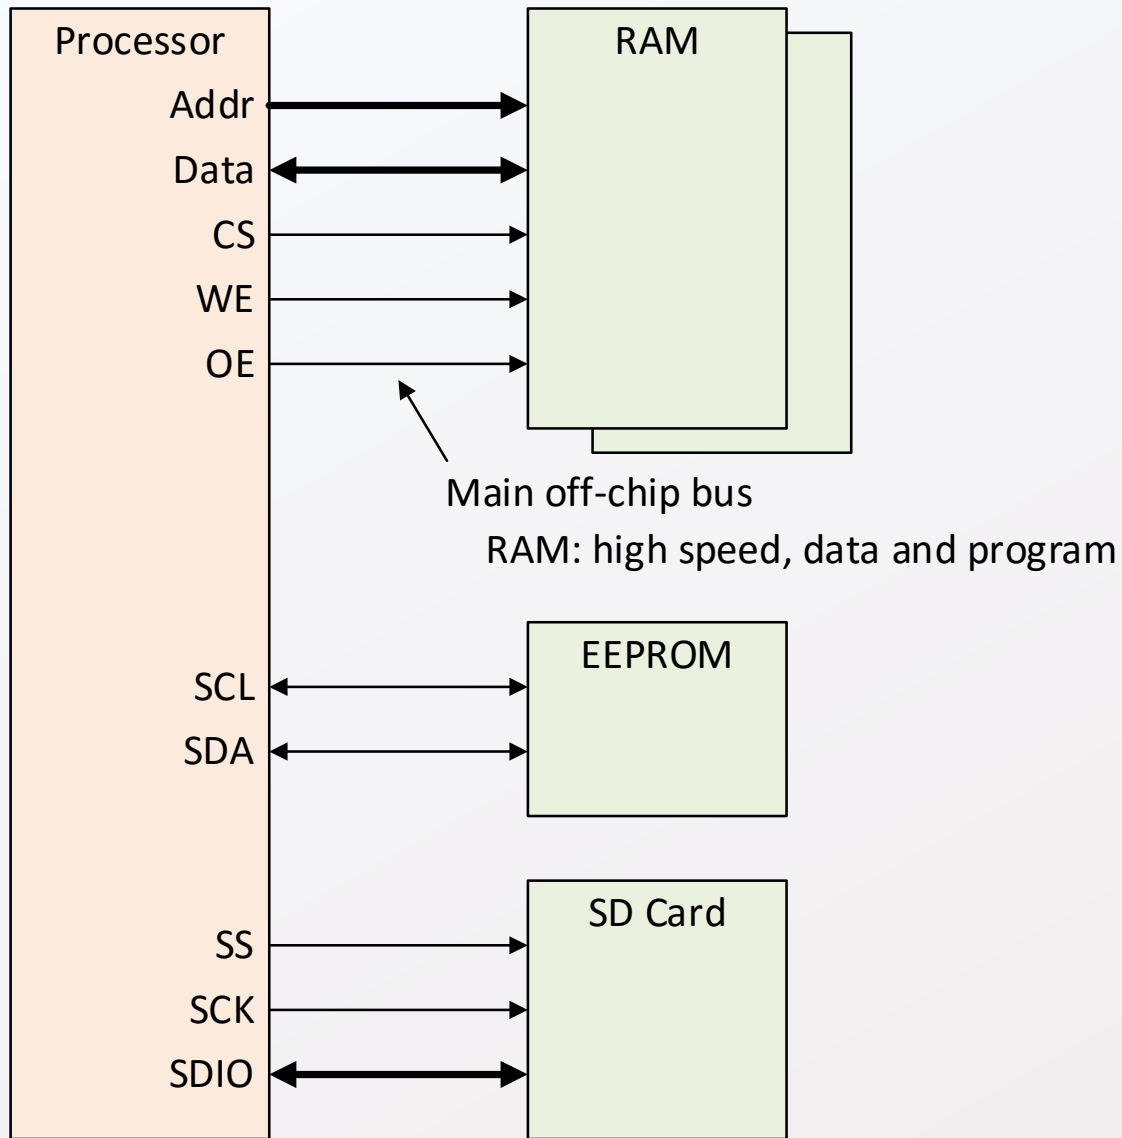 Processor
RAM
Addr
Data
CS
WE
OE
Main off-chip bus
RAM: high speed, data and program
EEPROM
SCL
SDA
SD Card
SS
SCK
SDIO